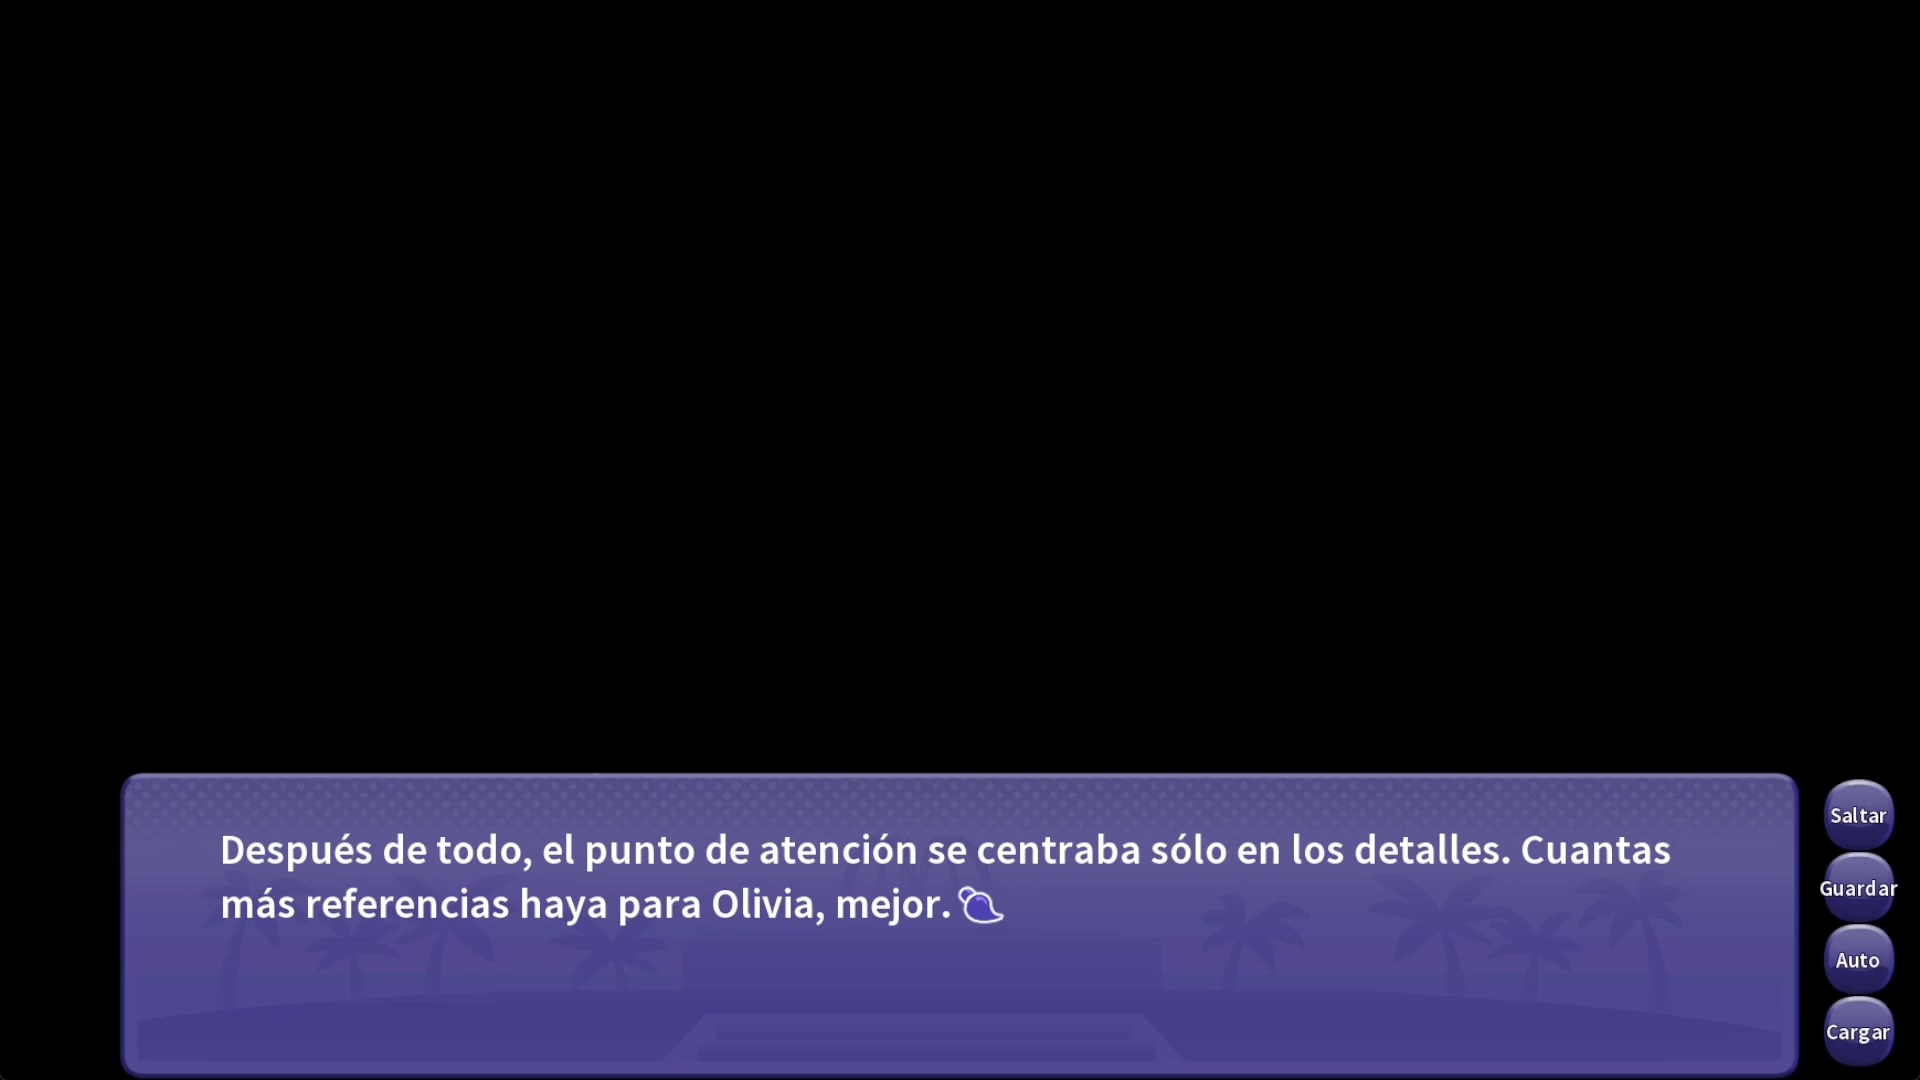 Después de todo, el punto de atención se centraba sólo en los detalles. Cuantas
más referencias haya para Olivia, mejor.
Saltar
Guardar
Auto
Cargar